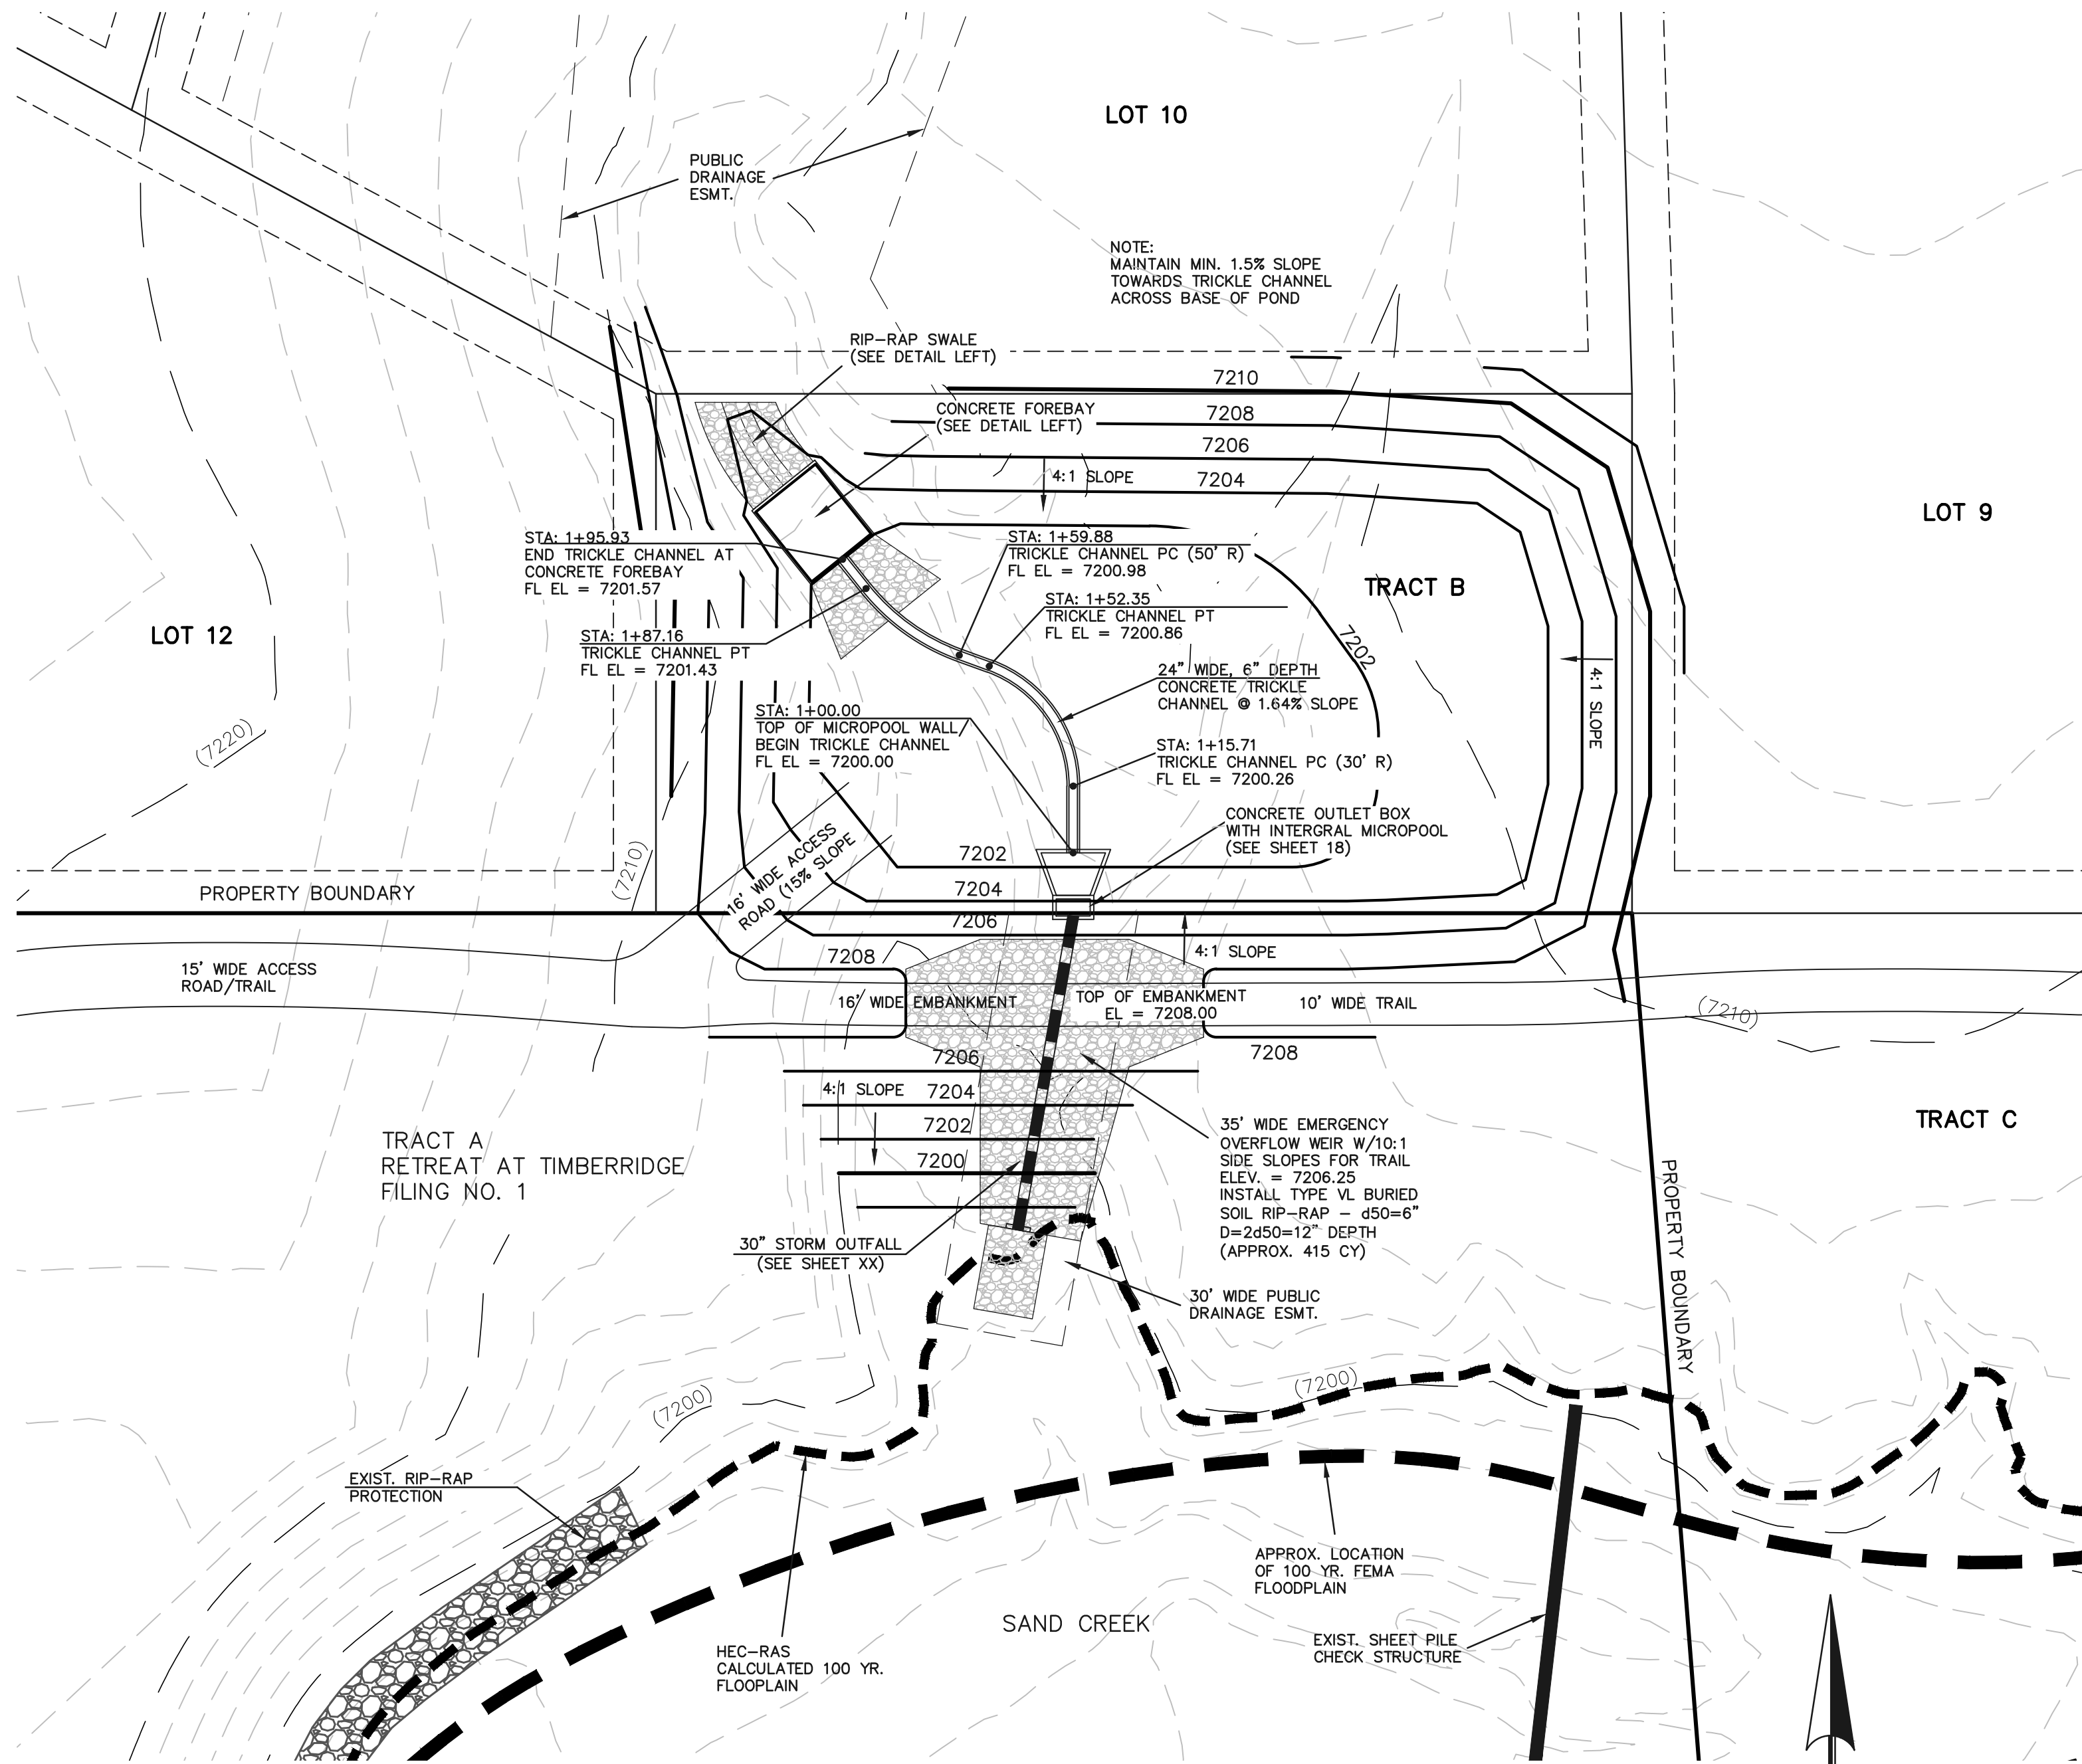 LOT 10
PUBLIC
DRAINAGE
ESMT.
NOTE:
MAINTAIN MIN. 1.5% SLOPE
TOWARDS TRICKLE CHANNEL
ACROSS BASE OF POND
RIP-RAP SWALE
(SEE DETAIL LEFT)
7210
CONCRETE FOREBAY
(SEE DETAIL LEFT)
7208
7206
4:1 SLOPE
7204
LOT 9
STA: 1+95.93
END TRICKLE CHANNEL AT
CONCRETE FOREBAY
FL EL = 7201.57
STA: 1+59.88
TRICKLE CHANNEL PC (50' R)
FL EL = 7200.98
TRACT B
STA: 1+52.35
TRICKLE CHANNEL PT
FL EL = 7200.86
LOT 12
STA: 1+87.16
TRICKLE CHANNEL PT
FL EL = 7201.43
7202
24" WIDE, 6" DEPTH
CONCRETE TRICKLE
CHANNEL @ 1.64% SLOPE
4:1 SLOPE
STA: 1+00.00
TOP OF MICROPOOL WALL/
BEGIN TRICKLE CHANNEL
FL EL = 7200.00
(7220)
STA: 1+15.71
TRICKLE CHANNEL PC (30' R)
FL EL = 7200.26
CONCRETE OUTLET BOX
WITH INTERGRAL MICROPOOL
(SEE SHEET 18)
16' WIDE ACCESS
ROAD (15% SLOPE
7202
(7210)
PROPERTY BOUNDARY
7204
7206
4:1 SLOPE
7208
15' WIDE ACCESS
ROAD/TRAIL
16' WIDE EMBANKMENT
TOP OF EMBANKMENT
EL = 7208.00
10' WIDE TRAIL
(7210)
7206
7208
4:1 SLOPE
7204
7202
7200
TRACT C
35' WIDE EMERGENCY
OVERFLOW WEIR W/10:1
SIDE SLOPES FOR TRAIL
ELEV. = 7206.25
INSTALL TYPE VL BURIED
SOIL RIP-RAP - d50=6"
D=2d50=12" DEPTH
(APPROX. 415 CY)
TRACT A
RETREAT AT TIMBERRIDGE
FILING NO. 1
PROPERTY BOUNDARY
30" STORM OUTFALL
(SEE SHEET XX)
30' WIDE PUBLIC
DRAINAGE ESMT.
(7200)
(7200)
EXIST. RIP-RAP
PROTECTION
APPROX. LOCATION
OF 100 YR. FEMA
FLOODPLAIN
SAND CREEK
EXIST. SHEET PILE
CHECK STRUCTURE
HEC-RAS
CALCULATED 100 YR.
FLOOPLAIN